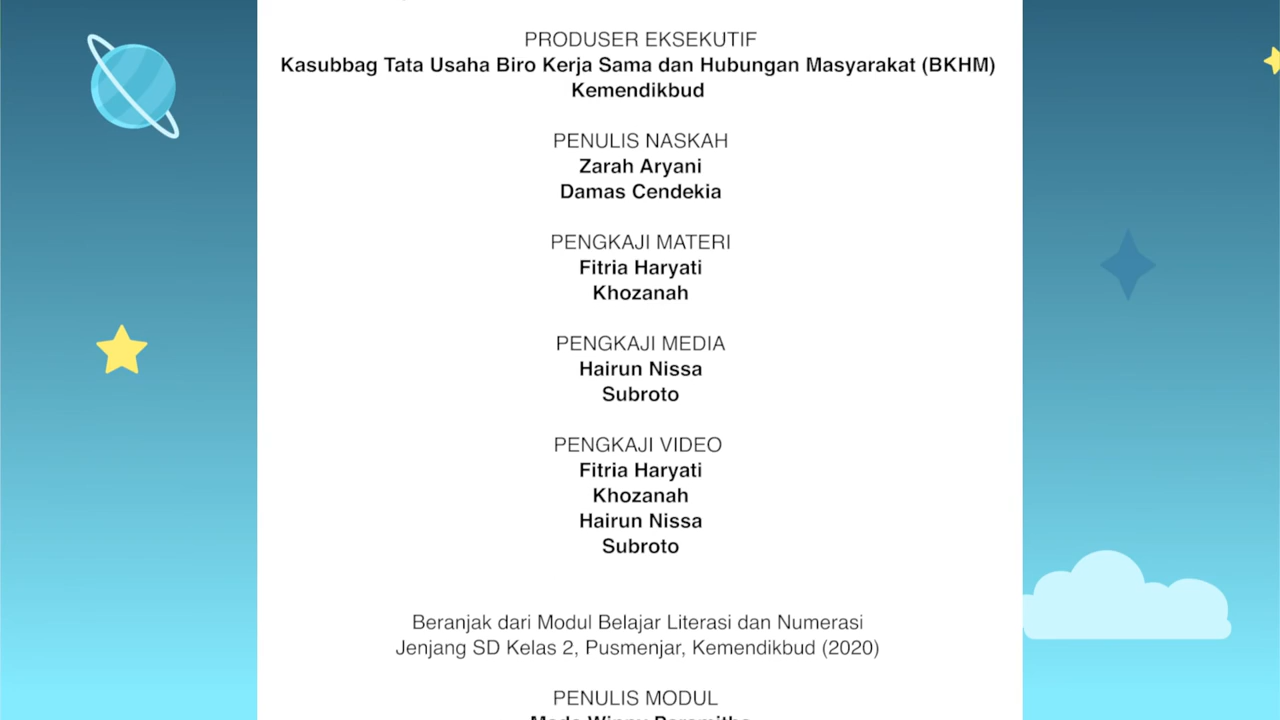 PRODUSER EKSEKUTIF
Kasubbag Tata Usaha Biro Kerja Sama dan Hubungan Masyarakat (BKHM)
Kemendikbud
PENULIS NASKAH
Zarah Aryani
Damas Cendekia
PENGKAJI MATERI
Fitria Haryati
Khozanah
PENGKAJI MEDIA
Hairun Nissa
Subroto
PENGKAJI VIDEO
Fitria Haryati
Khozanah
Hairun Nissa
Subroto
Beranjak dari Modul Belajar Literasi dan Numerasi
Jenjang SD Kelas 2, Pusmenjar, Kemendikbud (2020)
PENULIS MODUL